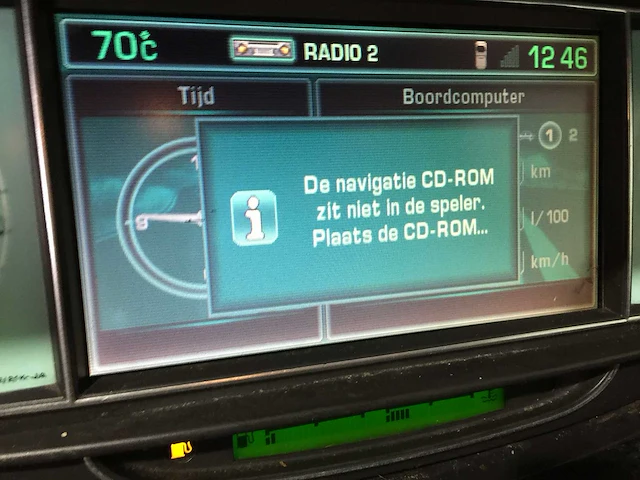 70°C RADIO 2 12 46
Tijd Boordcomputer
De navigatie CD-ROM
zit niet in de speler.
Plaats de CD-ROM...
1 2
km
l/100
km/h
9